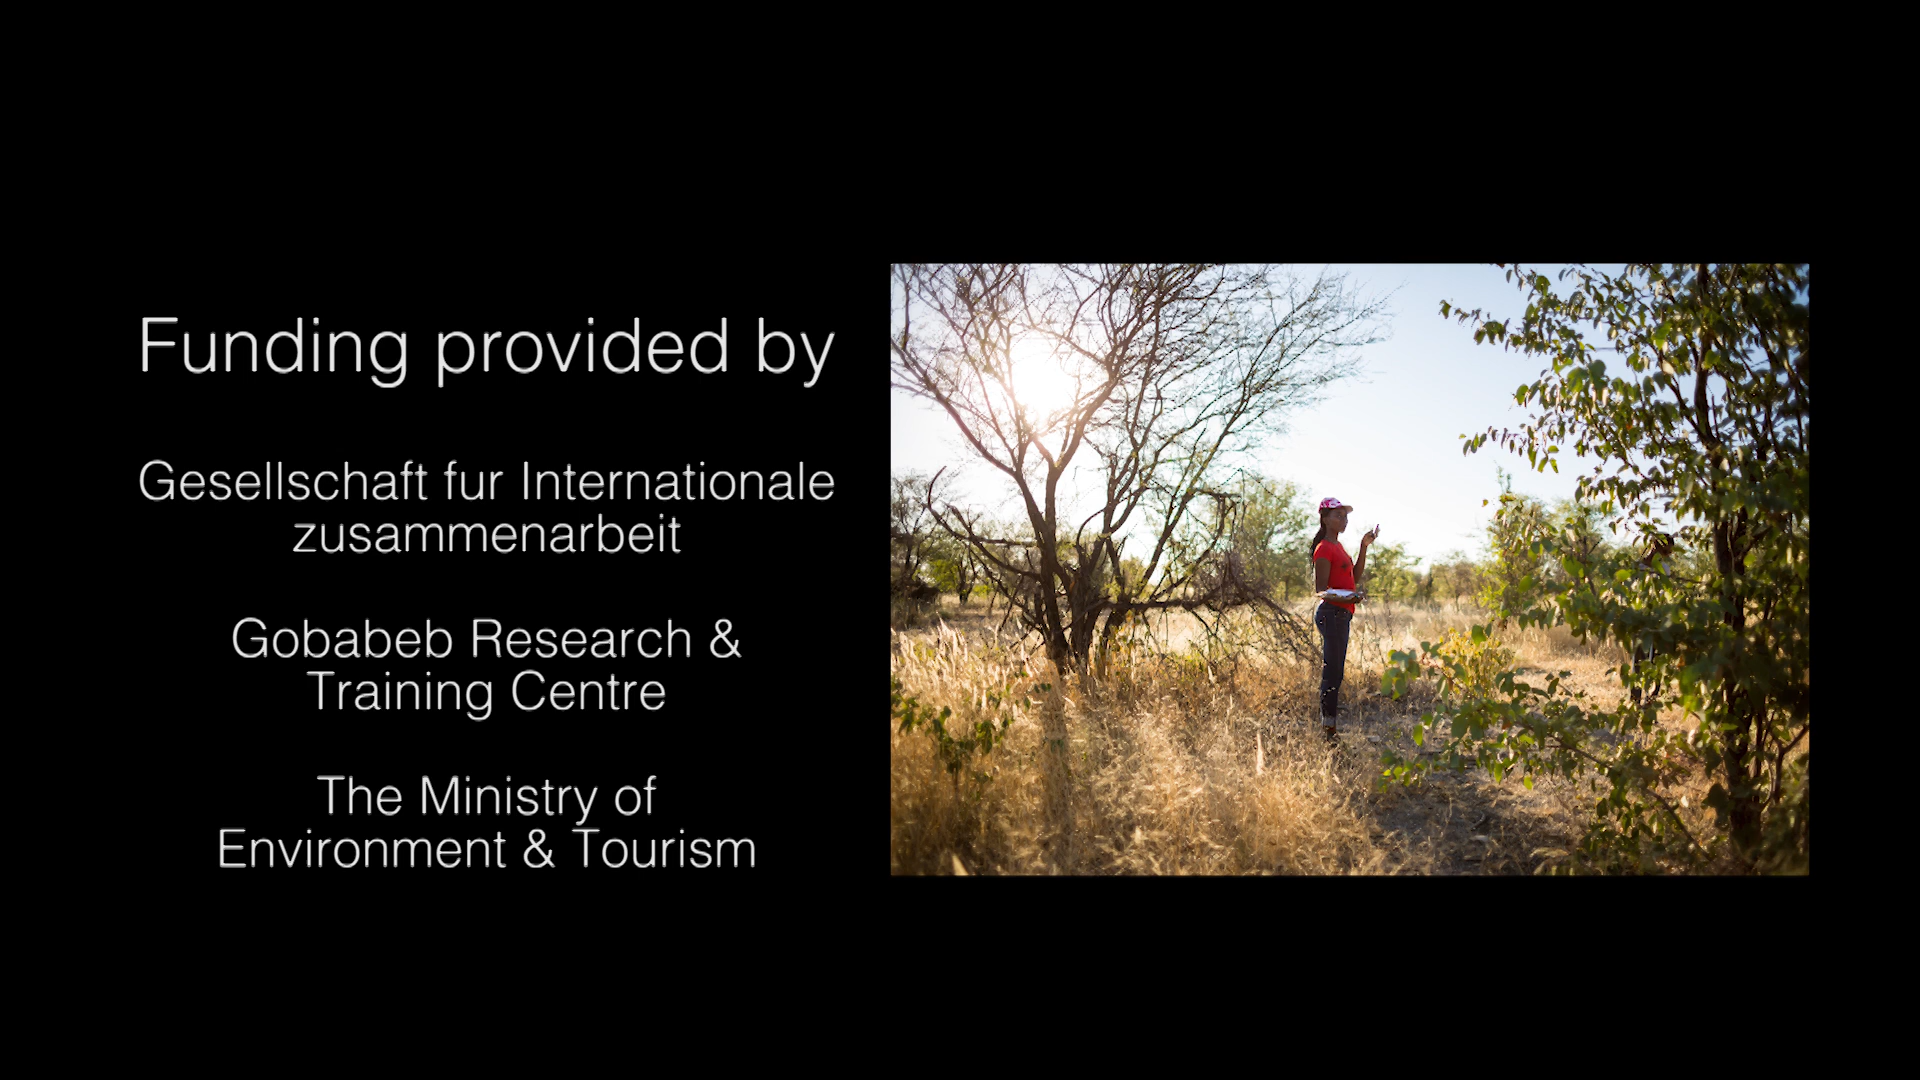 Funding provided by
Gesellschaft fur Internationale
zusammenarbeit
Gobabeb Research &
Training Centre
The Ministry of
Environment & Tourism